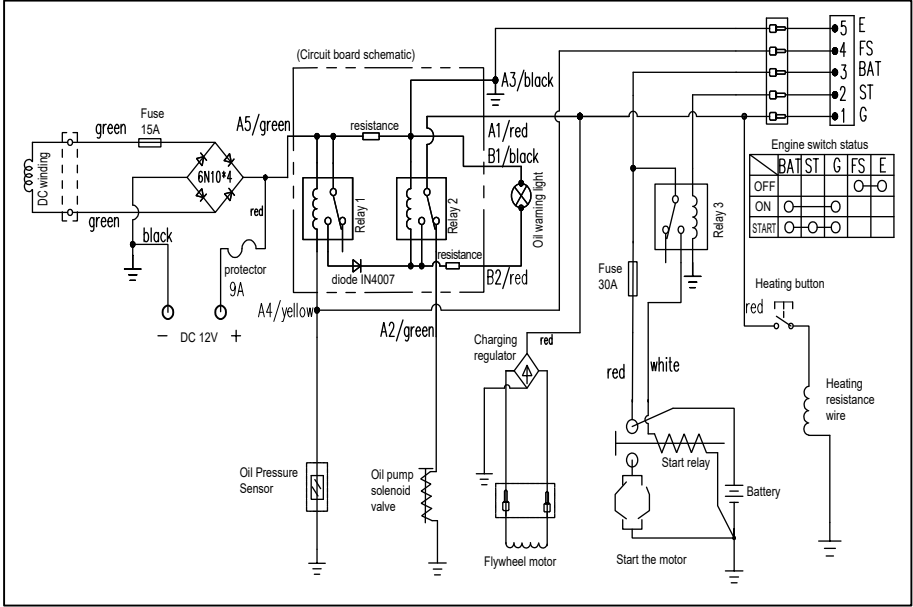 (Circuit board schematic)
5 E
4 FS
3 BAT
2 ST
1 G
A3/black
Fuse
15A
green
A5/green
resistance
A1/red
B1/black
DC winding
6N10*4
Engine switch status
BAT ST G FS E
OFF
ON
START
Relay 1
Relay 2
Oil warning light
Relay 3
green
red
black
protector
9A
resistance
diode IN4007
B2/red
Fuse
30A
Heating button
red
A4/yellow
A2/green
− DC 12V +
Charging
regulator
red
red
white
Heating
resistance
wire
Oil Pressure
Sensor
Oil pump
solenoid
valve
Start relay
Battery
Flywheel motor
Start the motor